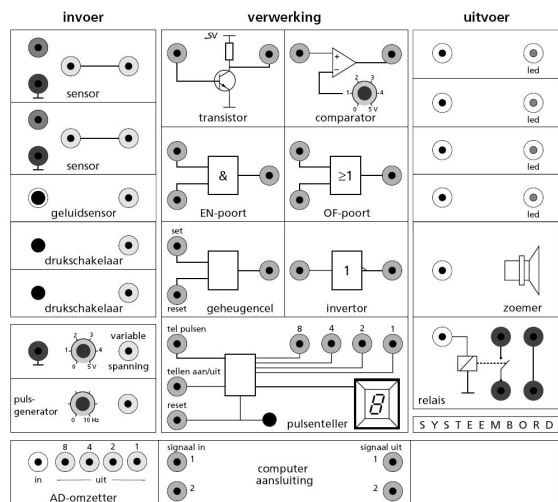 invoer
verwerking
uitvoer
sensor
sensor
geluidsensor
drukschakelaar
drukschakelaar
2 3
1 4
0 5 V
variable
spanning
puls-
generator
0 10 Hz
8 4 2 1
in uit
AD-omzetter
5V
transistor
+
-
2 3
1 4
0 5 V
comparator
&
EN-poort
≥1
OF-poort
set
reset
geheugencel
1
invertor
tel pulsen
8 4 2 1
tellen aan/uit
reset
8
pulsenteller
signaal in
1
2
computer
aansluiting
signaal uit
1
2
led
led
led
led
zoemer
relais
S Y S T E E M B O R D